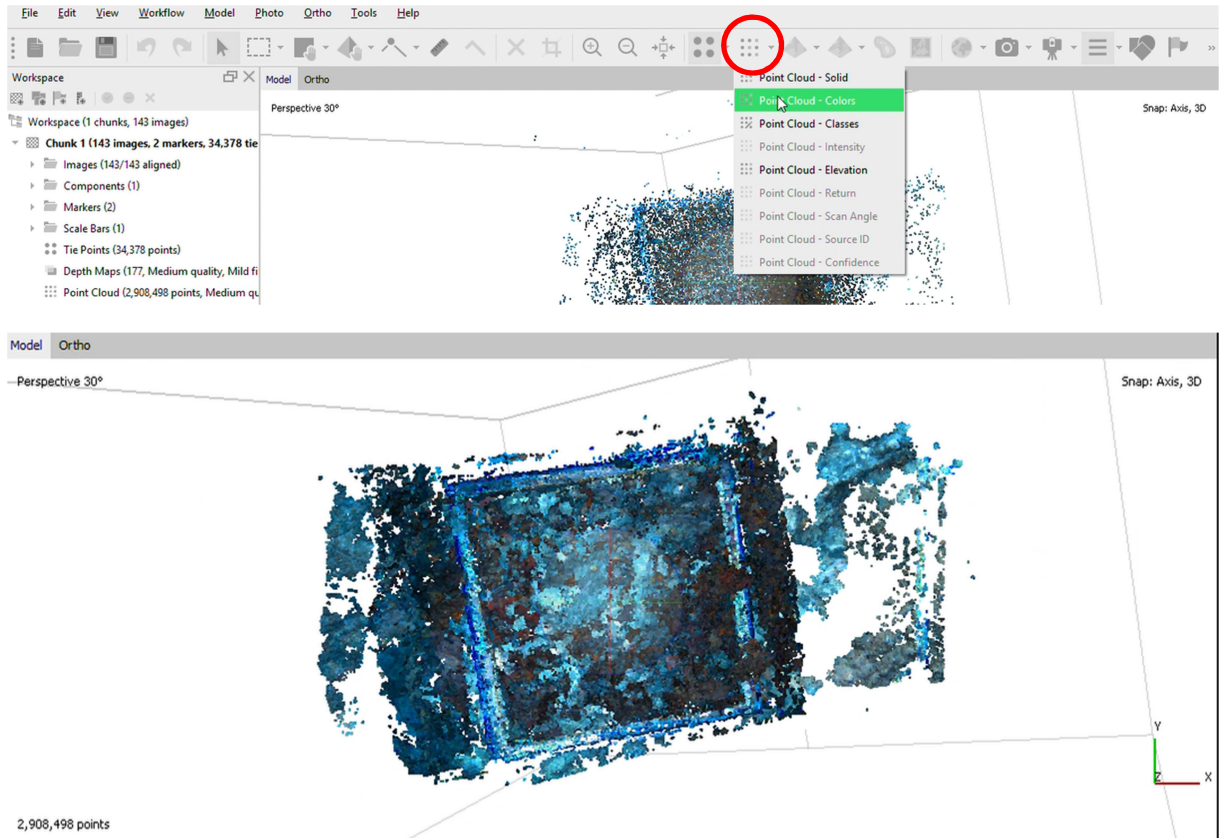 File Edit View Workflow Model Photo Ortho Tools Help
Workspace
Model Ortho
Perspective 30°
Snap: Axis, 3D
Workspace (1 chunks, 143 images)
Chunk 1 (143 images, 2 markers, 34,378 tie
Images (143/143 aligned)
Components (1)
Markers (2)
Scale Bars (1)
Tie Points (34,378 points)
Depth Maps (177, Medium quality, Mild fi
Point Cloud (2,908,498 points, Medium qu
Point Cloud - Solid
Point Cloud - Colors
Point Cloud - Classes
Point Cloud - Intensity
Point Cloud - Elevation
Point Cloud - Return
Point Cloud - Scan Angle
Point Cloud - Source ID
Point Cloud - Confidence
Model Ortho
Perspective 30°
Snap: Axis, 3D
Y
Z X
2,908,498 points